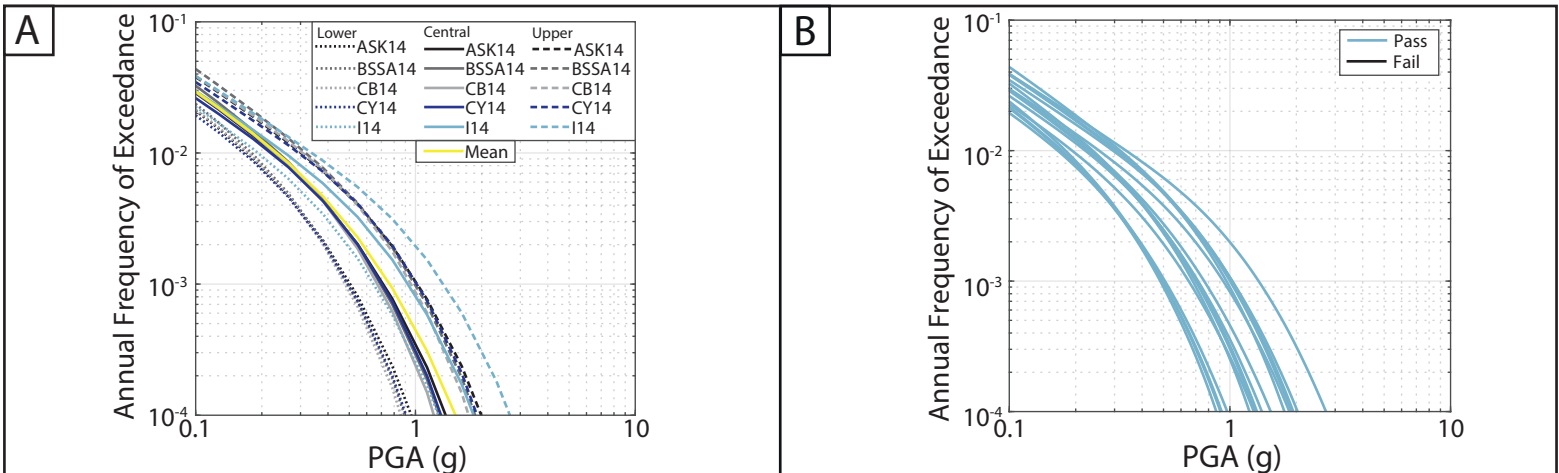 A
Annual Frequency of Exceedance
10-1
10-2
10-3
10-4
0.1
1
10
PGA (g)
Lower
ASK14
BSSA14
CB14
CY14
I14
Central
ASK14
BSSA14
CB14
CY14
I14
Upper
ASK14
BSSA14
CB14
CY14
I14
Mean
B
Annual Frequency of Exceedance
10-1
10-2
10-3
10-4
0.1
1
10
PGA (g)
Pass
Fail